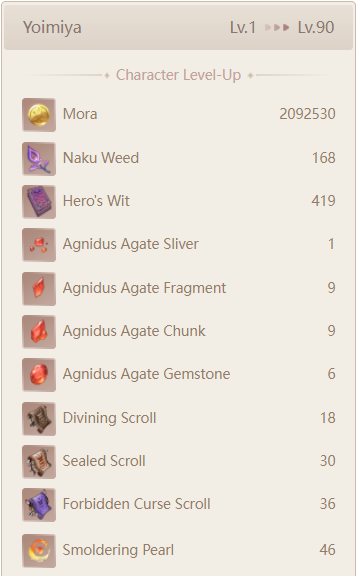 Yoimiya Lv.1 Lv.90
Character Level-Up
Mora 2092530
Naku Weed 168
Hero's Wit 419
Agnidus Agate Sliver 1
Agnidus Agate Fragment 9
Agnidus Agate Chunk 9
Agnidus Agate Gemstone 6
Divining Scroll 18
Sealed Scroll 30
Forbidden Curse Scroll 36
Smoldering Pearl 46